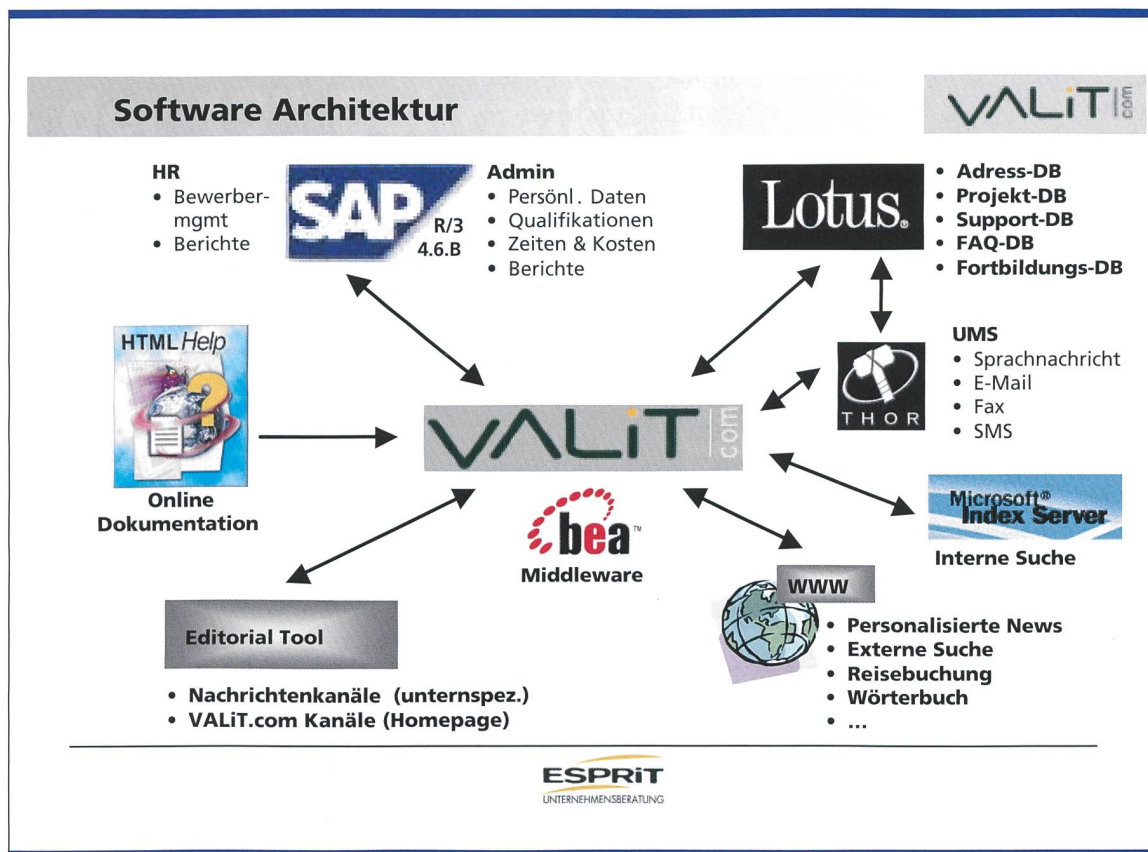 Software Architektur
VALiT com
HR
• Bewerber-
mgmt
• Berichte
SAP
R/3
4.6.B
Admin
• Persönl. Daten
• Qualifikationen
• Zeiten & Kosten
• Berichte
Lotus®
• Adress-DB
• Projekt-DB
• Support-DB
• FAQ-DB
• Fortbildungs-DB
HTML Help
?
Online
Dokumentation
VALiT com
bea™
Middleware
THOR
UMS
• Sprachnachricht
• E-Mail
• Fax
• SMS
Microsoft®
Index Server
Interne Suche
Editorial Tool
• Nachrichtenkanäle (unternspez.)
• VALiT.com Kanäle (Homepage)
WWW
• Personalisierte News
• Externe Suche
• Reisebuchung
• Wörterbuch
• ...
ESPRiT
UNTERNEHMENSBERATUNG